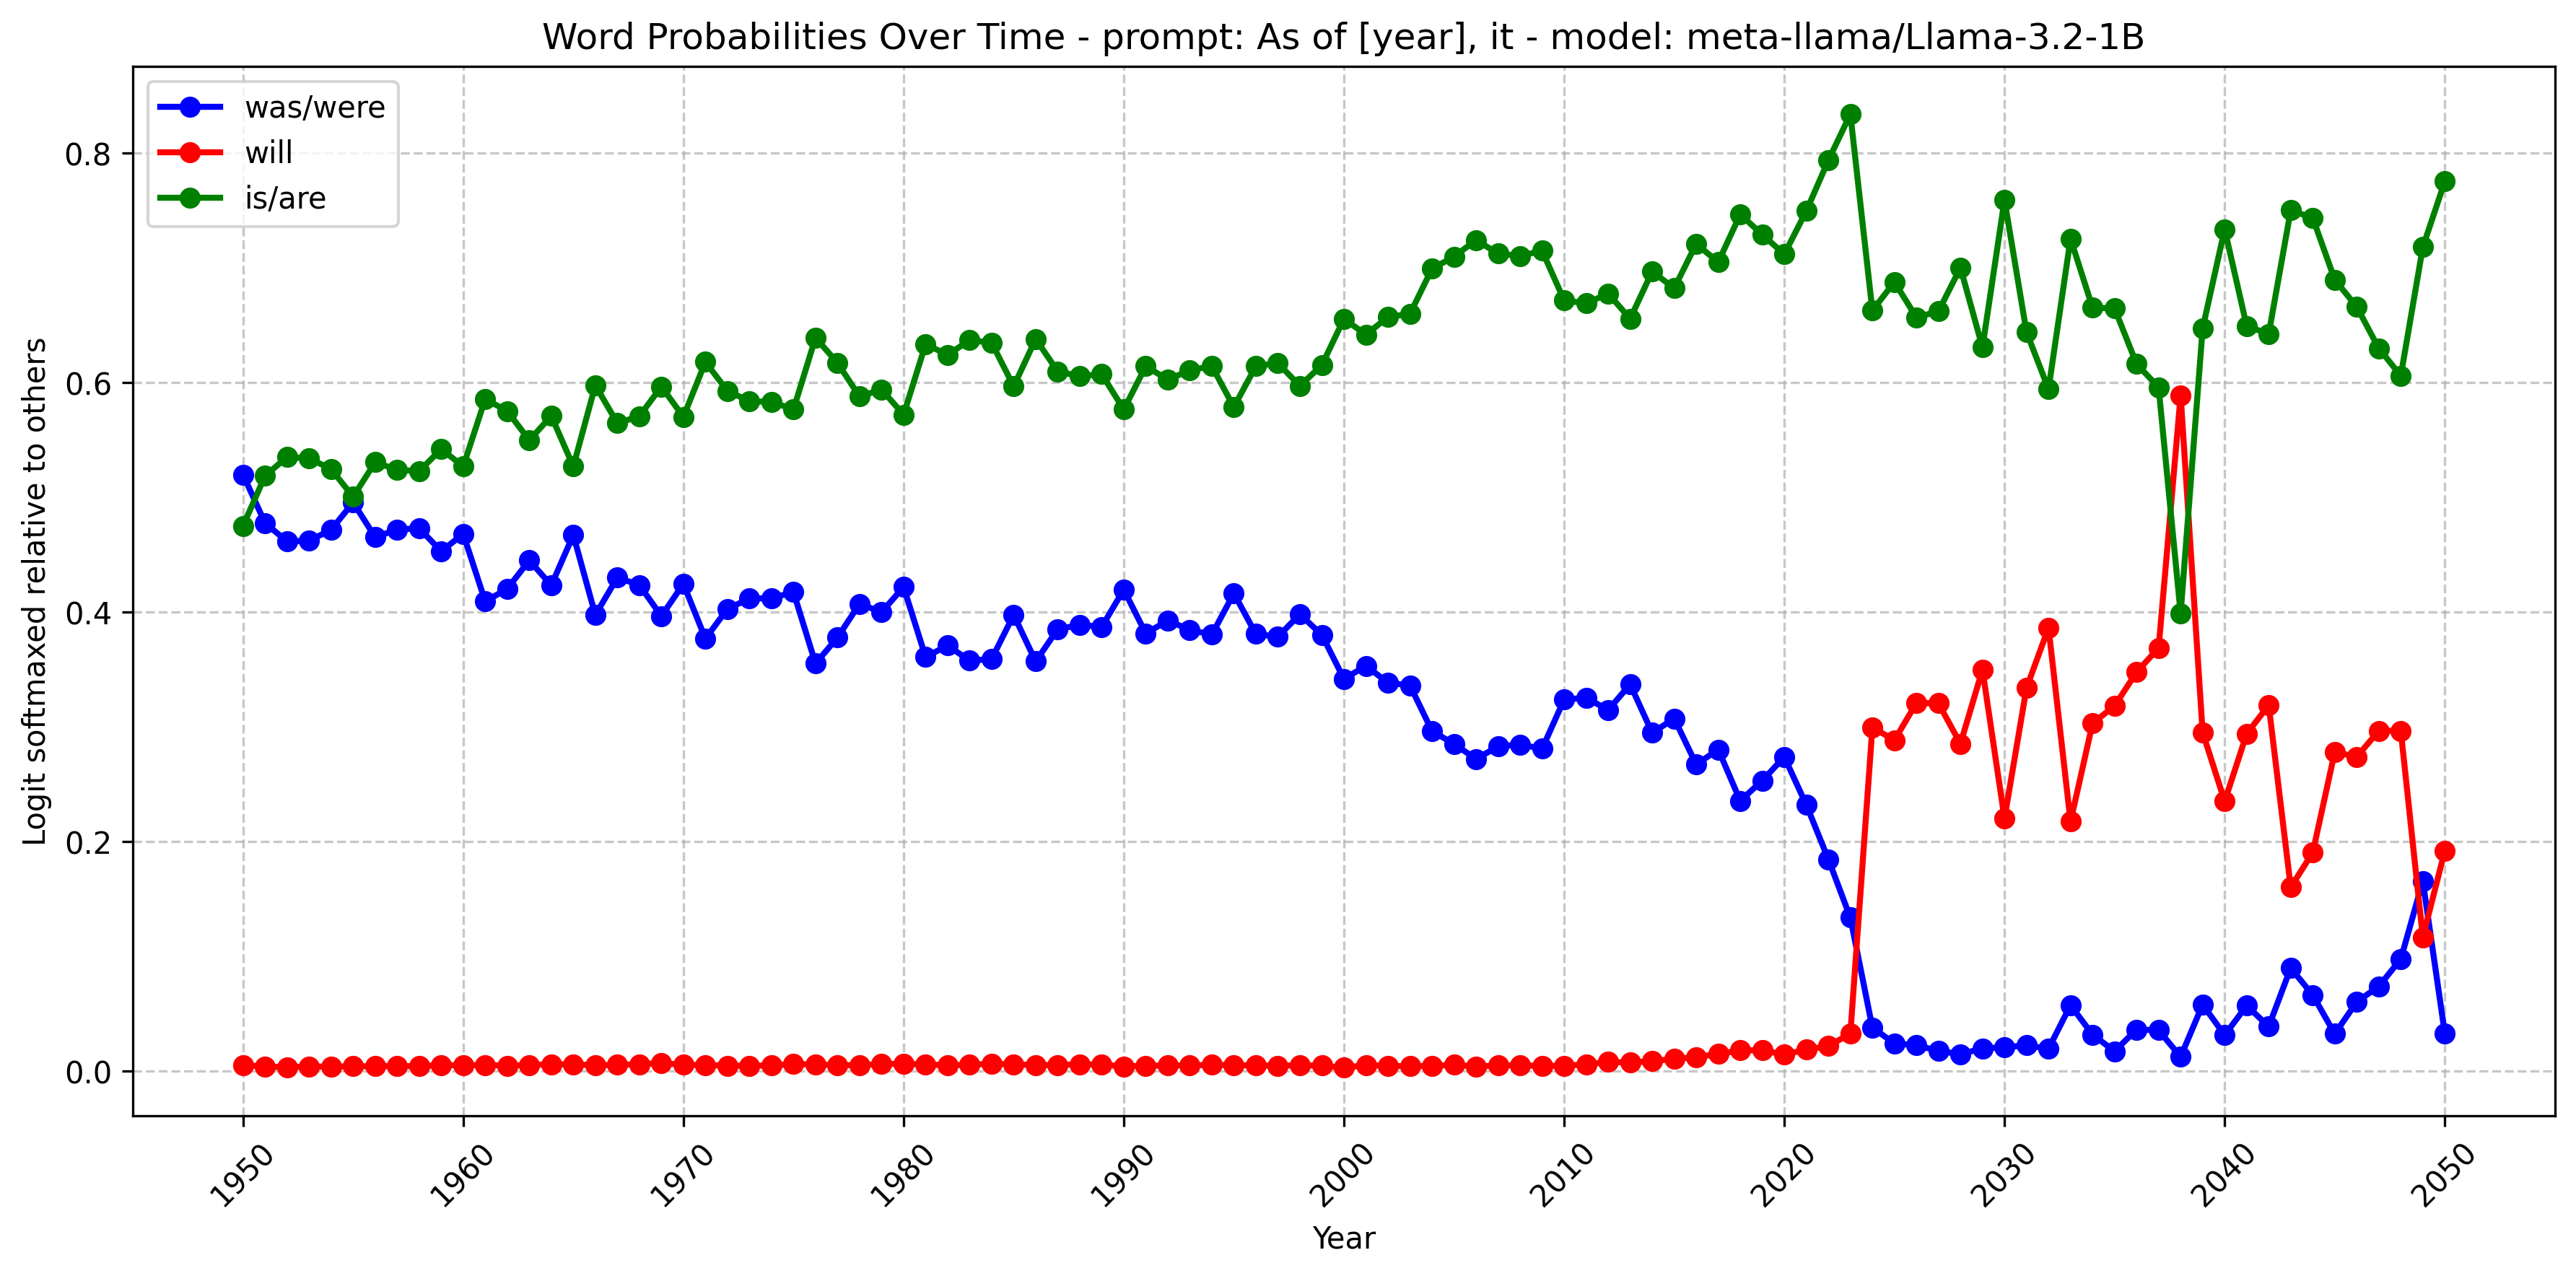 Word Probabilities Over Time - prompt: As of [year], it - model: meta-llama/Llama-3.2-1B
was/were
will
is/are
Logit softmaxed relative to others
0.8
0.6
0.4
0.2
0.0
1950
1960
1970
1980
1990
2000
2010
2020
2030
2040
2050
Year